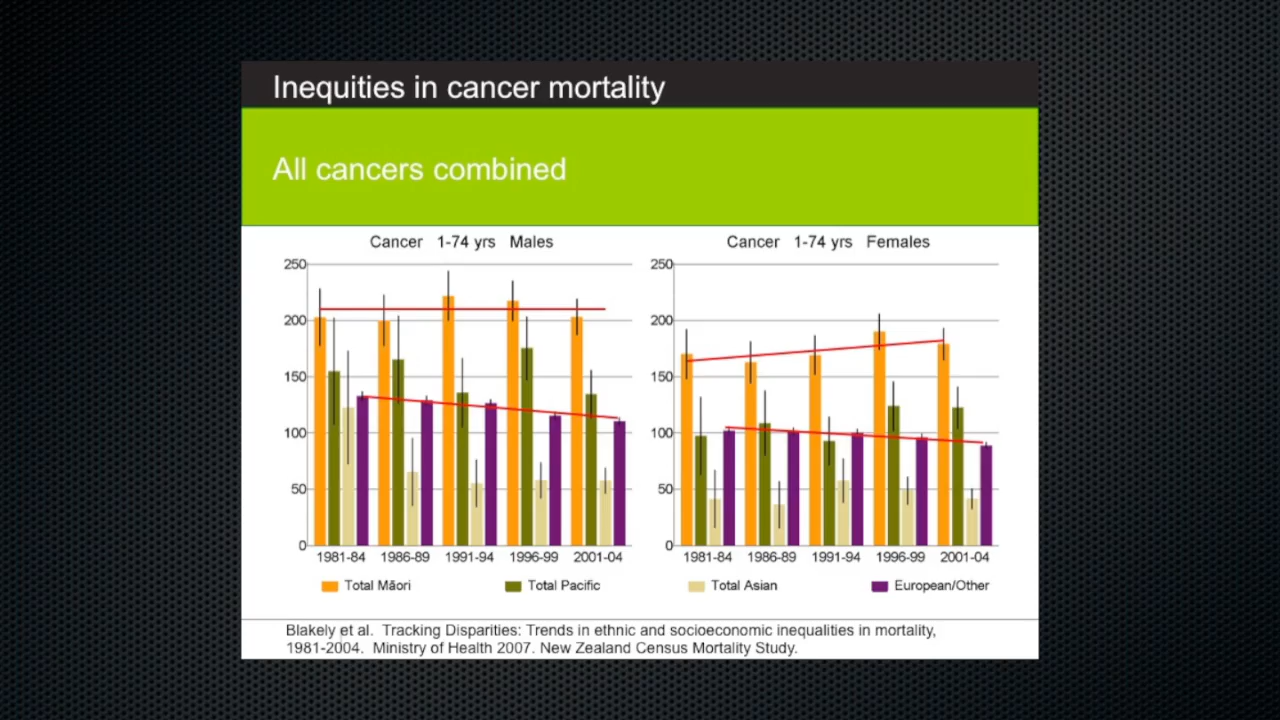 Inequities in cancer mortality
All cancers combined
Cancer 1-74 yrs Males
250
200
150
100
50
0
1981-84 1986-89 1991-94 1996-99 2001-04
Cancer 1-74 yrs Females
250
200
150
100
50
0
1981-84 1986-89 1991-94 1996-99 2001-04
Total Māori Total Pacific Total Asian European/Other
Blakely et al. Tracking Disparities: Trends in ethnic and socioeconomic inequalities in mortality,
1981-2004. Ministry of Health 2007. New Zealand Census Mortality Study.